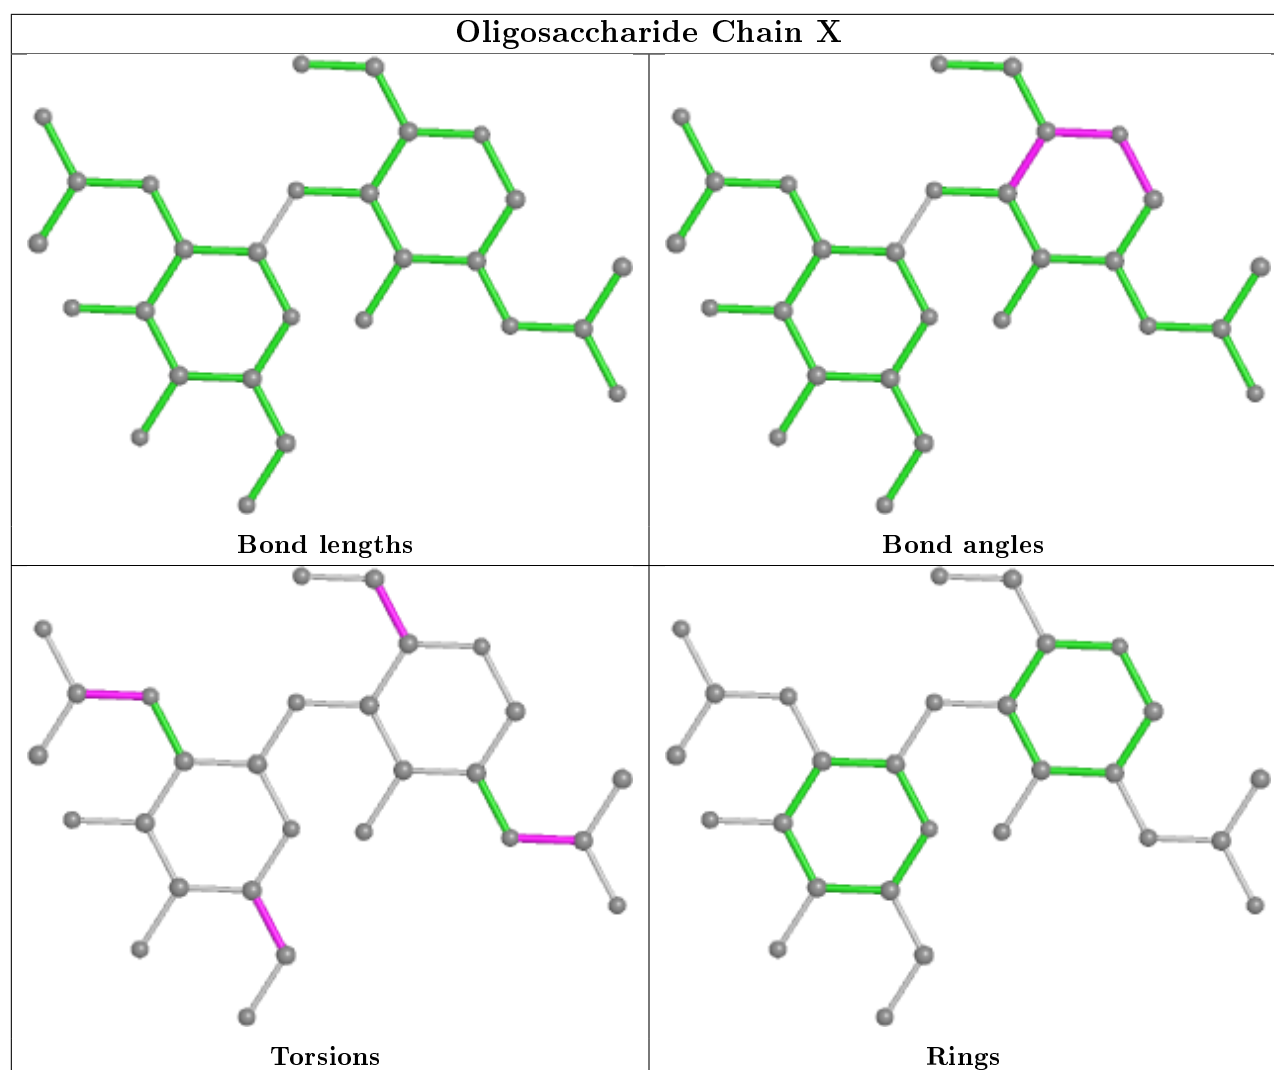 Oligosaccharide Chain X
Bond lengths
Bond angles
Torsions
Rings